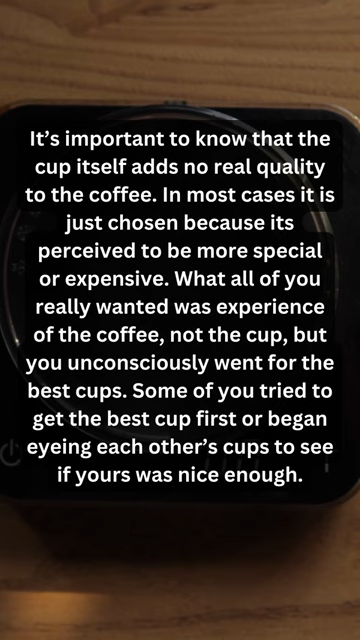 It’s important to know that the
cup itself adds no real quality
to the coffee. In most cases it is
just chosen because its
perceived to be more special
or expensive. What all of you
really wanted was experience
of the coffee, not the cup, but
you unconsciously went for the
best cups. Some of you tried to
get the best cup first or began
eyeing each other’s cups to see
if yours was nice enough.